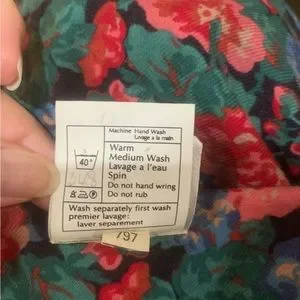 Machine Hand Wash
Lavage a la main
40°
Warm
Medium Wash
Lavage a l'eau
Spin
Do not hand wring
Do not rub
Wash separately first wash
premier lavage:
laver separement
797